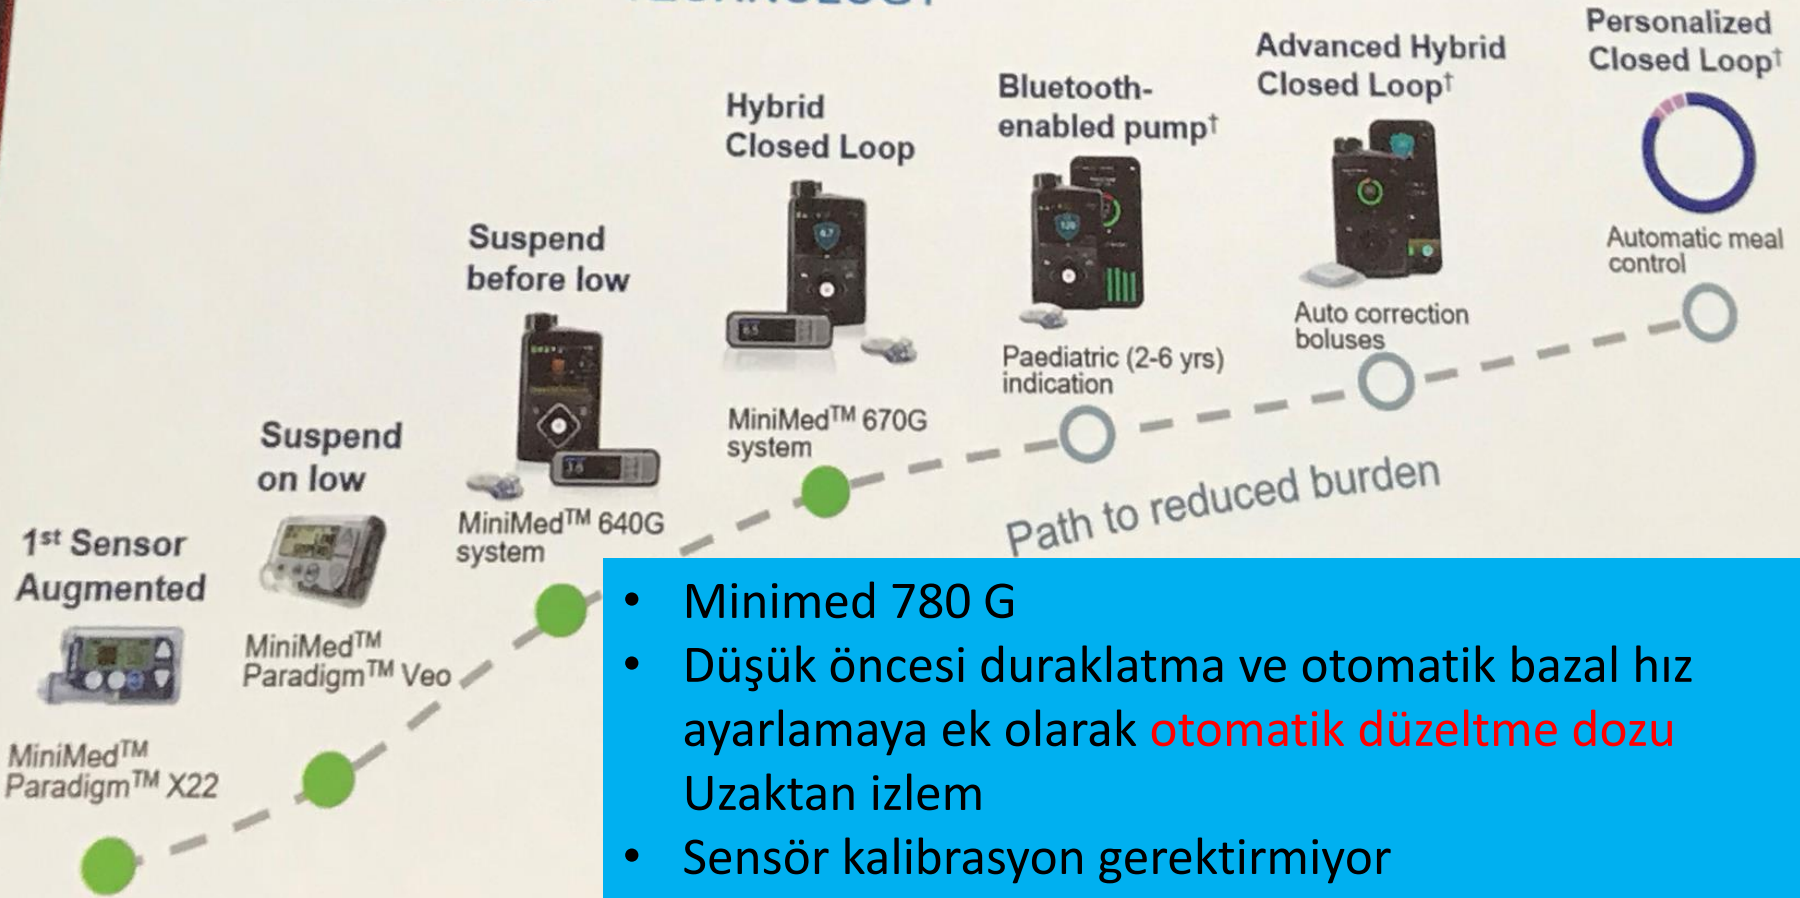 TECHNOLOGY
1st Sensor
Augmented
MiniMed™
Paradigm™ X22
Suspend
on low
MiniMed™
Paradigm™ Veo
Suspend
before low
MiniMed™ 640G
system
Hybrid
Closed Loop
MiniMed™ 670G
system
Bluetooth-
enabled pump†
Paediatric (2-6 yrs)
indication
Advanced Hybrid
Closed Loop†
Auto correction
boluses
Personalized
Closed Loop†
Automatic meal
control
Path to reduced burden
• Minimed 780 G
• Düşük öncesi duraklatma ve otomatik bazal hız
ayarlamaya ek olarak otomatik düzeltme dozu
Uzaktan izlem
• Sensör kalibrasyon gerektirmiyor